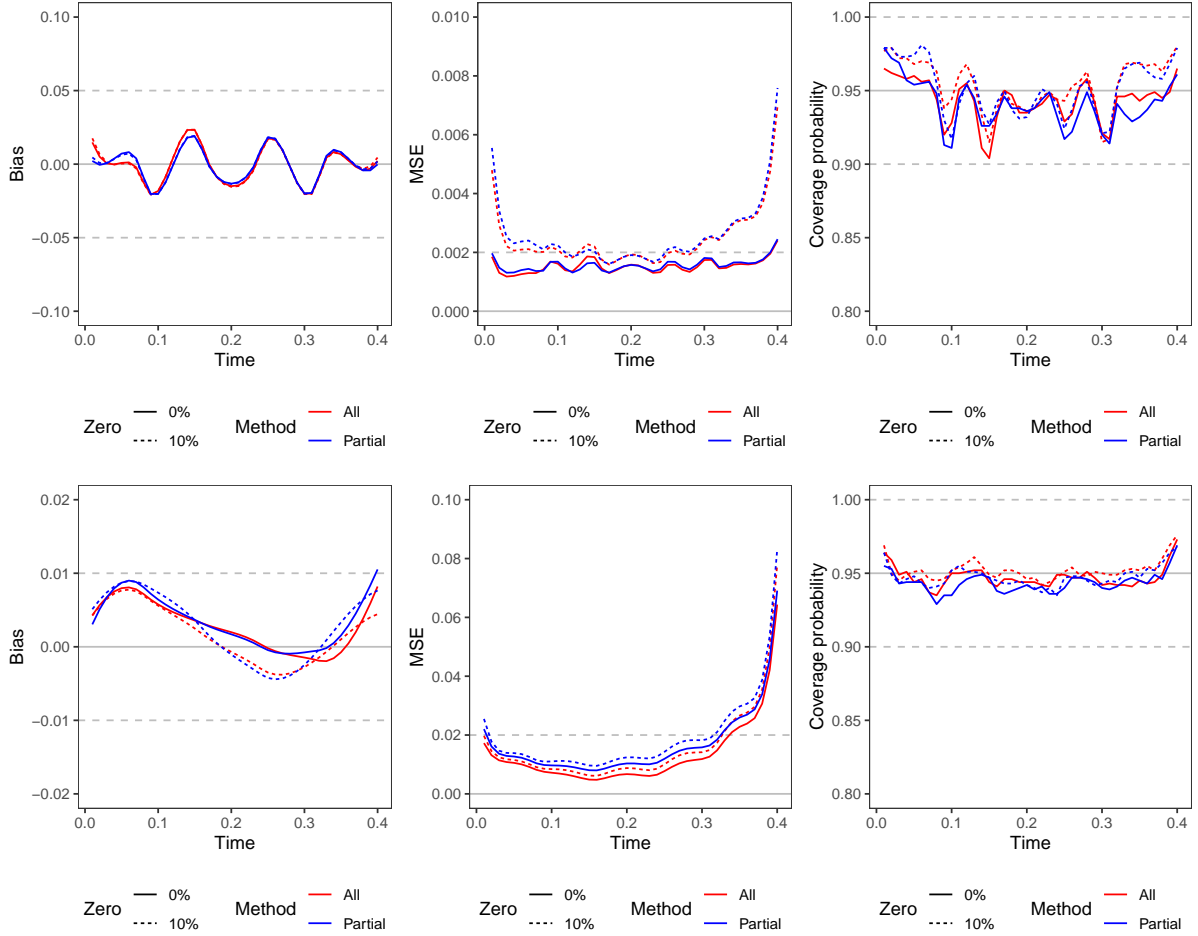 0.10
0.05
0.00
−0.05
−0.10
Bias
0.0 0.1 0.2 0.3 0.4
Time
Zero 0% 10% Method All Partial
0.010
0.008
0.006
0.004
0.002
0.000
MSE
0.0 0.1 0.2 0.3 0.4
Time
Zero 0% 10% Method All Partial
1.00
0.95
0.90
0.85
0.80
Coverage probability
0.0 0.1 0.2 0.3 0.4
Time
Zero 0% 10% Method All Partial
0.02
0.01
0.00
−0.01
−0.02
Bias
0.0 0.1 0.2 0.3 0.4
Time
Zero 0% 10% Method All Partial
0.10
0.08
0.06
0.04
0.02
0.00
MSE
0.0 0.1 0.2 0.3 0.4
Time
Zero 0% 10% Method All Partial
1.00
0.95
0.90
0.85
0.80
Coverage probability
0.0 0.1 0.2 0.3 0.4
Time
Zero 0% 10% Method All Partial